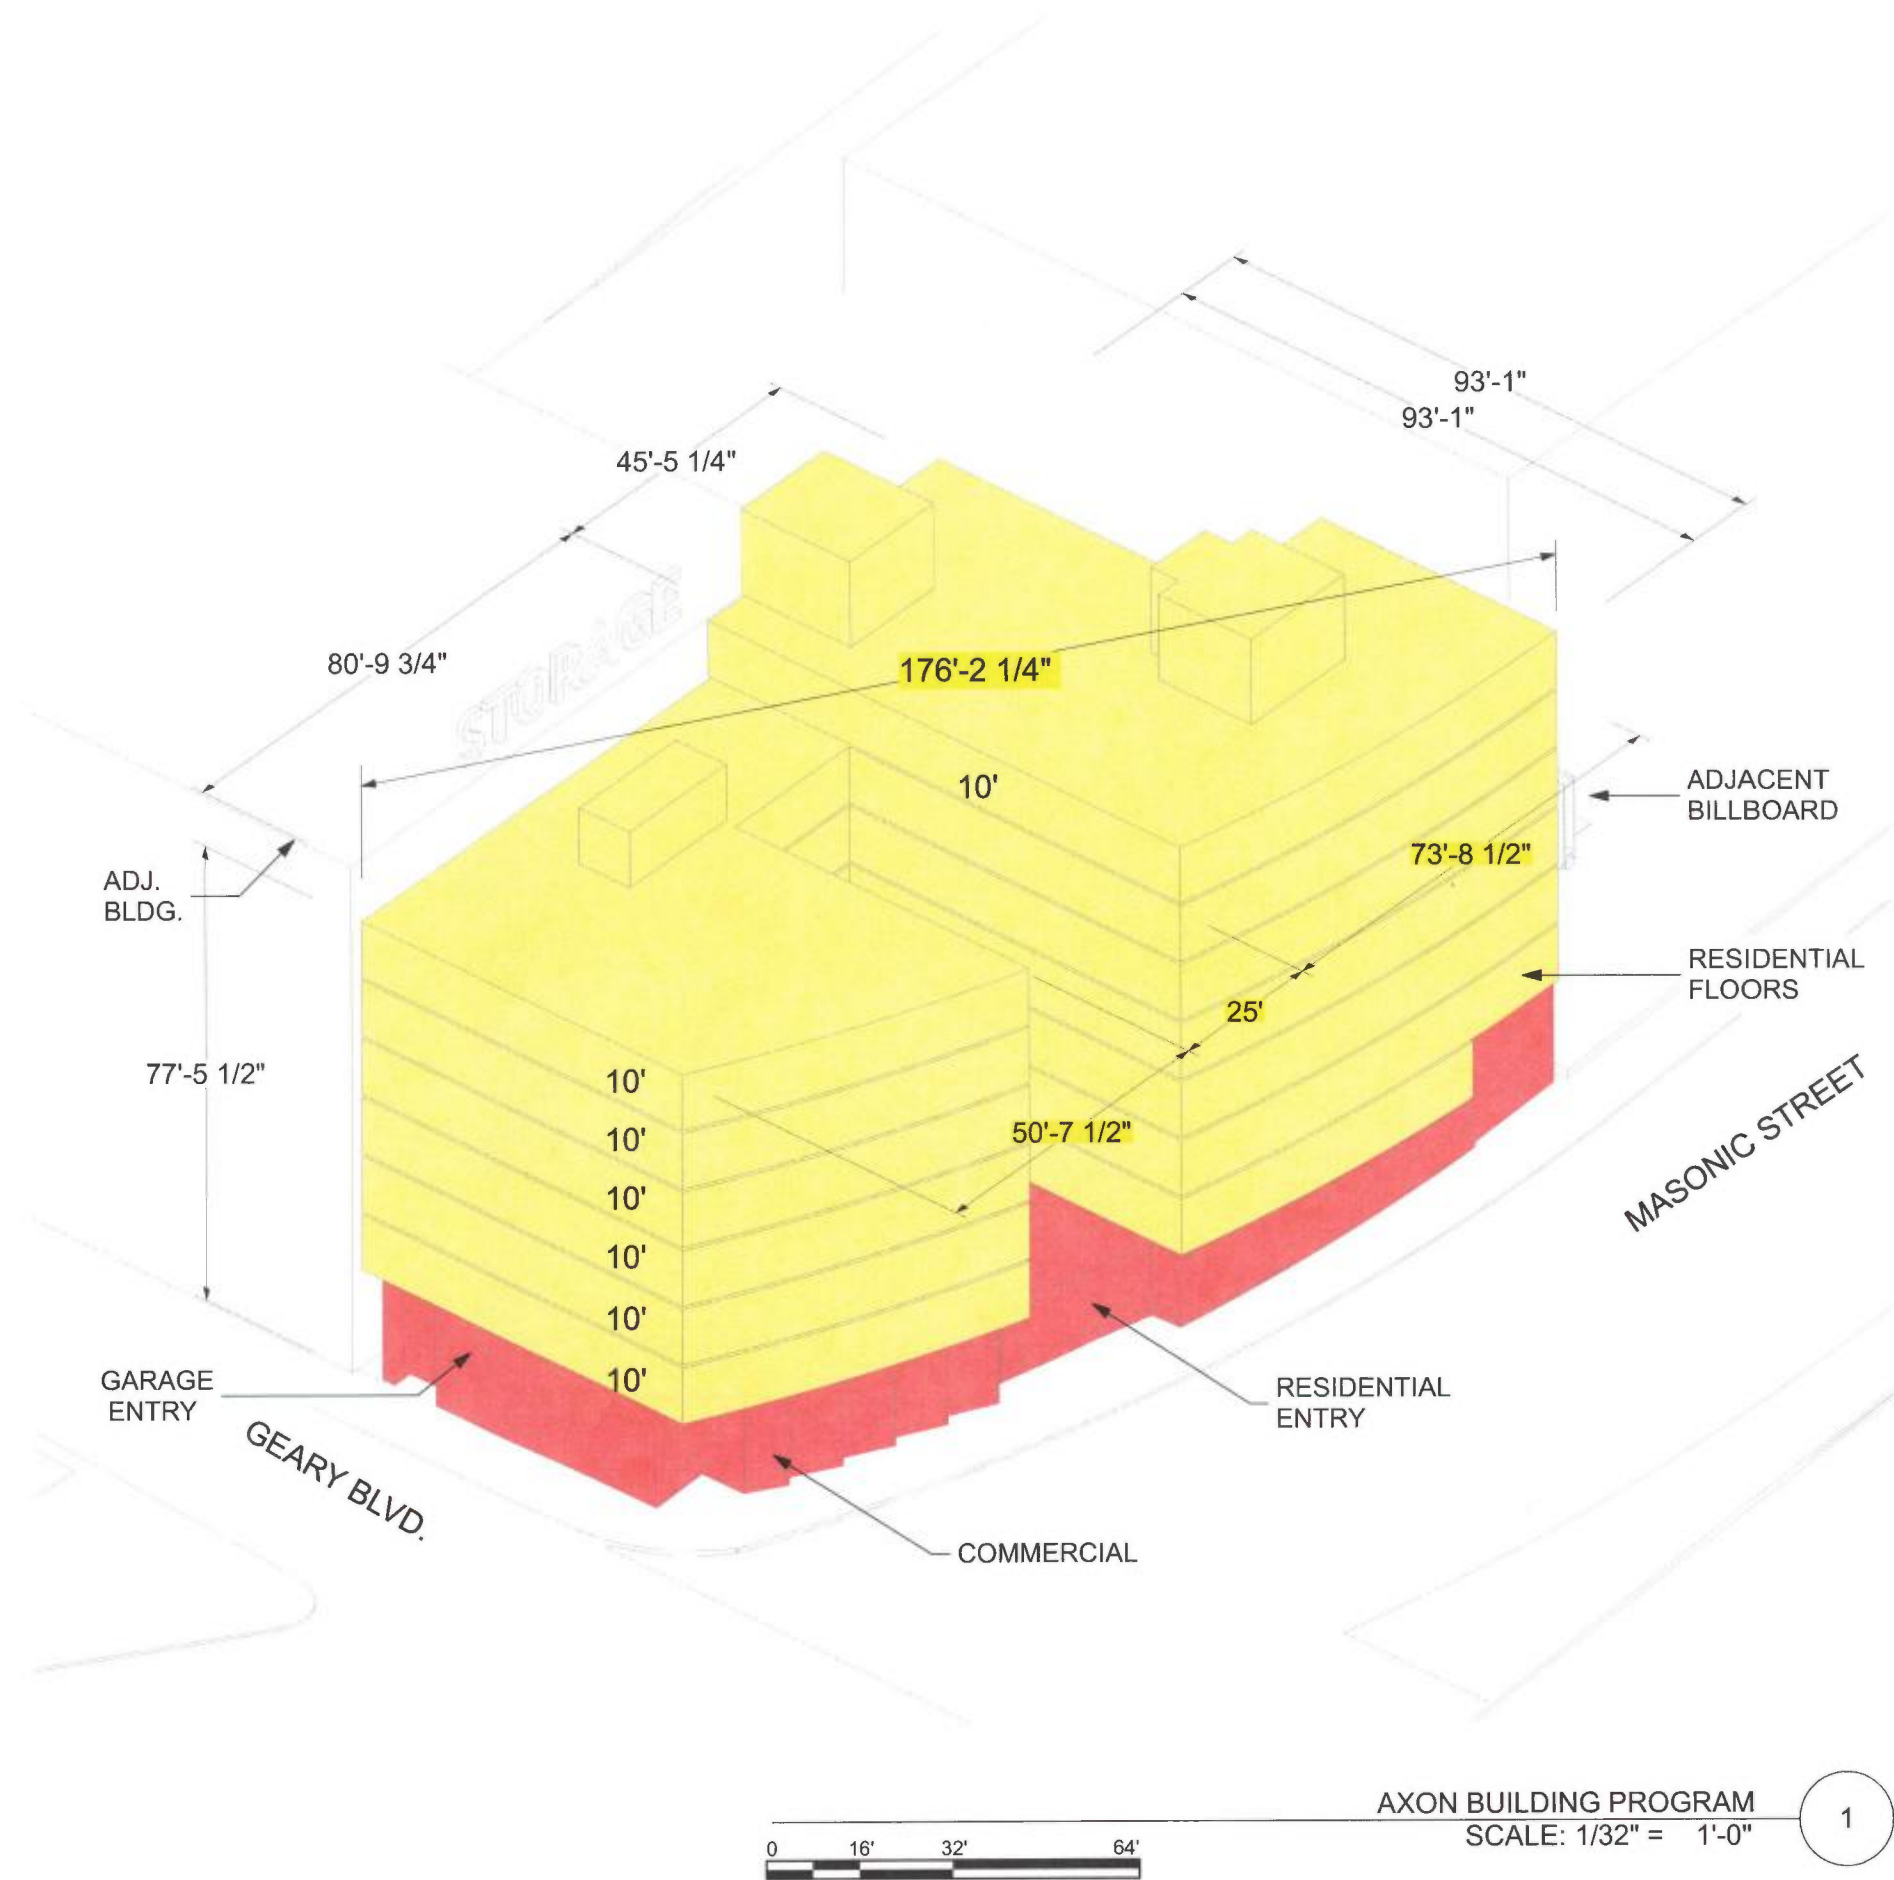 93'-1"
93'-1"
45'-5 1/4"
STORAGE
80'-9 3/4"
176'-2 1/4"
10'
ADJACENT
BILLBOARD
73'-8 1/2"
ADJ.
BLDG.
RESIDENTIAL
FLOORS
25'
77'-5 1/2"
10'
50'-7 1/2"
10'
10'
10'
10'
10'
MASONIC STREET
GARAGE
ENTRY
RESIDENTIAL
ENTRY
GEARY BLVD.
COMMERCIAL
AXON BUILDING PROGRAM
SCALE: 1/32" = 1'-0"
1
0 16' 32' 64'